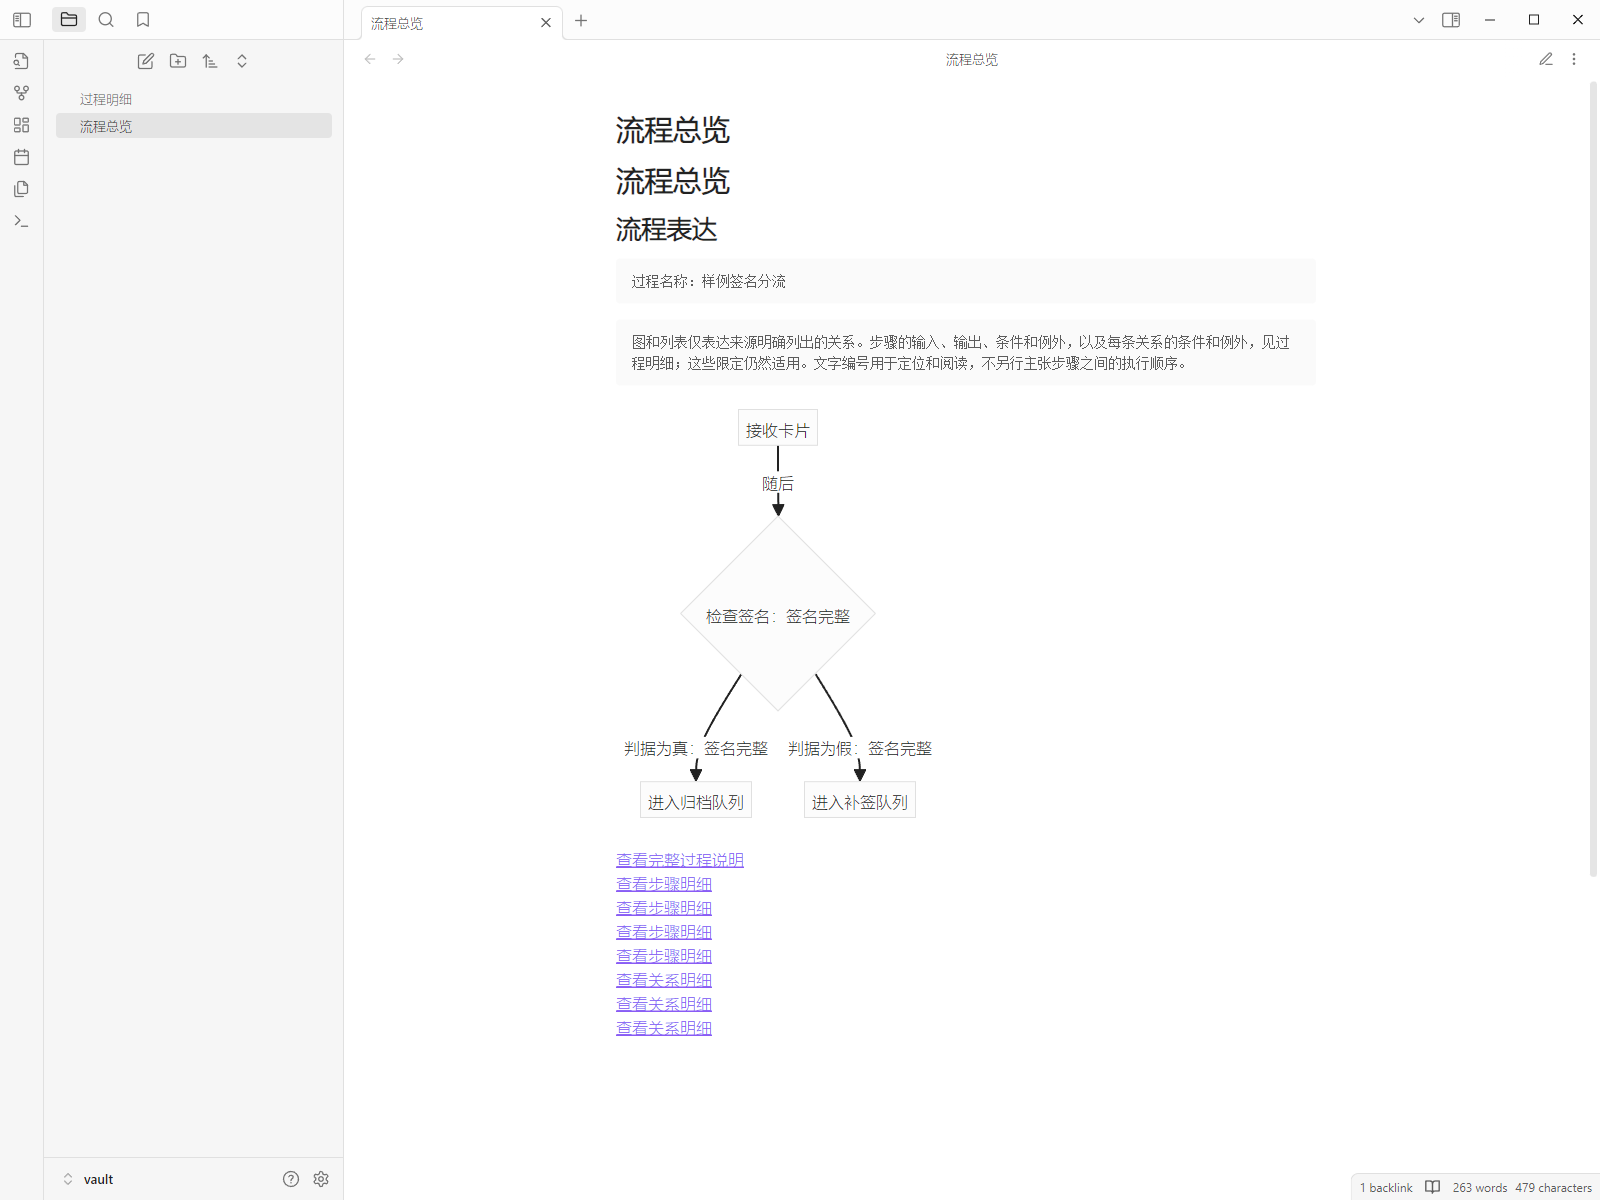 流程总览
流程总览
过程明细
流程总览
流程总览
流程总览
流程表达
过程名称：样例签名分流
图和列表仅表达来源明确列出的关系。步骤的输入、输出、条件和例外，以及每条关系的条件和例外，见过
程明细；这些限定仍然适用。文字编号用于定位和阅读，不另行主张步骤之间的执行顺序。
接收卡片
随后
检查签名：签名完整
判据为真：签名完整
判据为假：签名完整
进入归档队列
进入补签队列
查看完整过程说明
查看步骤明细
查看步骤明细
查看步骤明细
查看步骤明细
查看关系明细
查看关系明细
查看关系明细
vault
1 backlink
263 words
479 characters